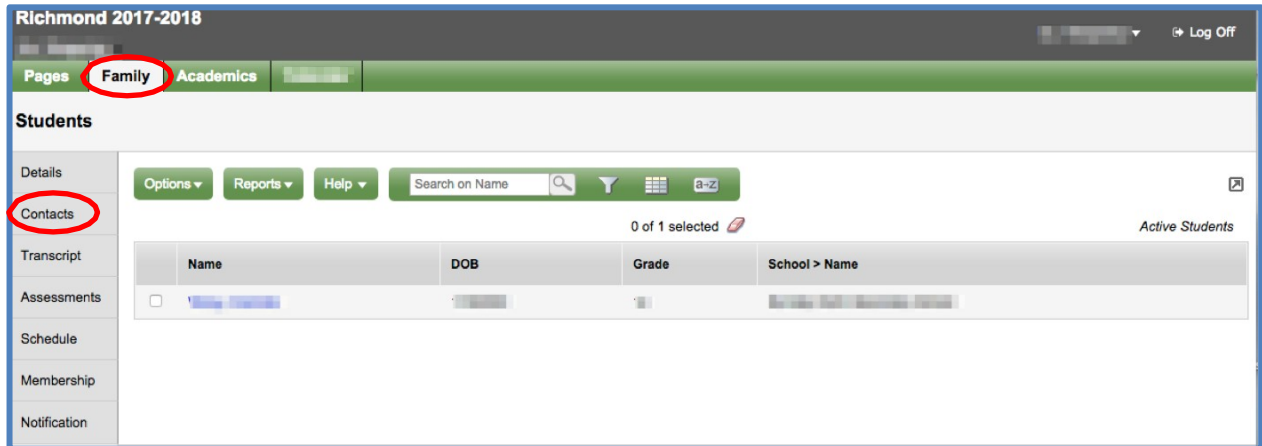 Richmond 2017-2018
Log Off
Pages Family Academics
Students
Details
Options Reports Help Search on Name a-z
Contacts
0 of 1 selected Active Students
Transcript
Name DOB Grade School > Name
Assessments
Schedule
Membership
Notification